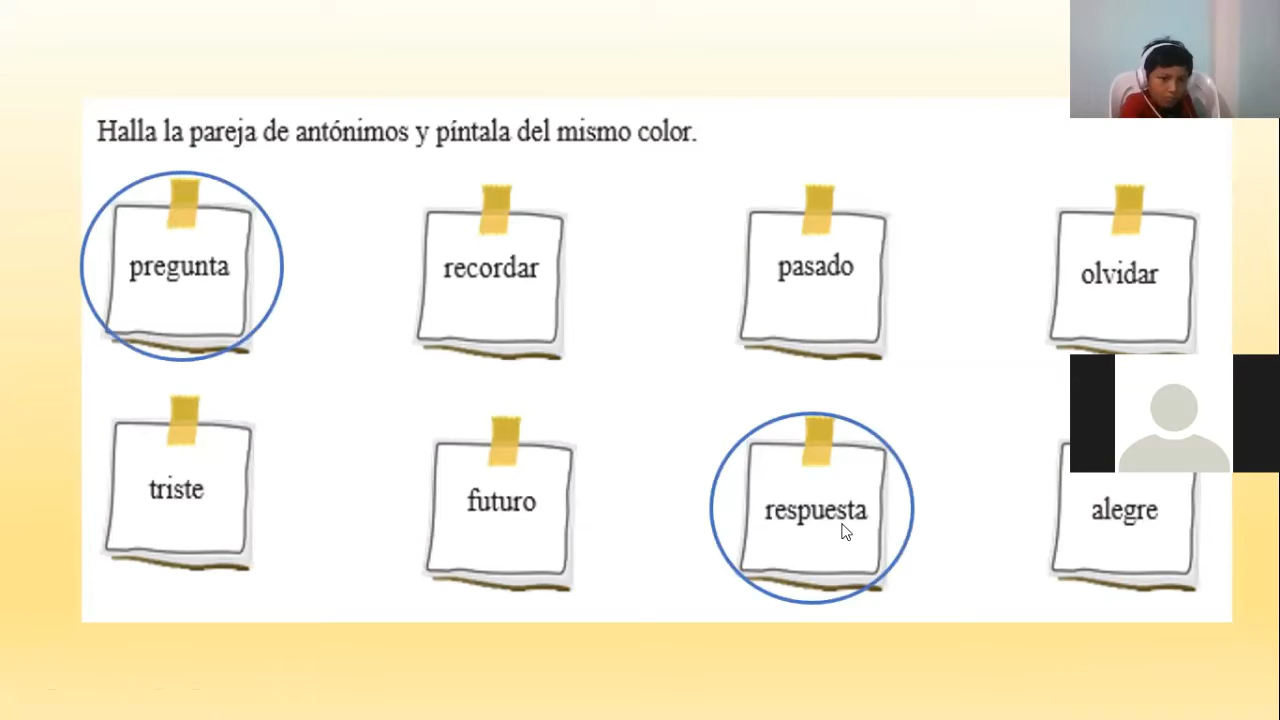 Halla la pareja de antónimos y píntala del mismo color.
pregunta
recordar
pasado
olvidar
triste
futuro
respuesta
alegre